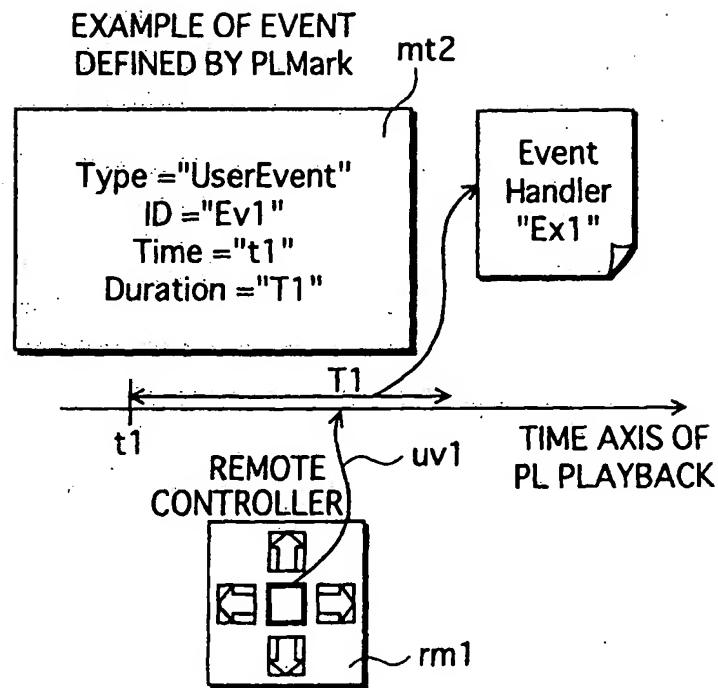 EXAMPLE OF EVENT
DEFINED BY PLMark
mt2
Type ="UserEvent"
ID ="Ev1"
Time ="t1"
Duration ="T1"
Event
Handler
"Ex1"
T1
t1
TIME AXIS OF
PL PLAYBACK
uv1
REMOTE
CONTROLLER
rm1